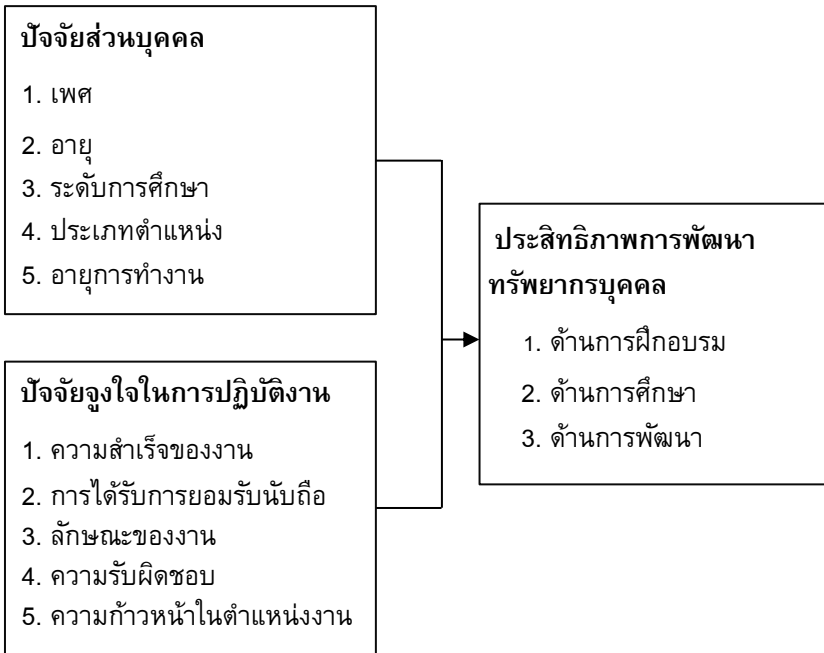 ปัจจัยส่วนบุคคล
1. เพศ
2. อายุ
3. ระดับการศึกษา
4. ประเภทตำแหน่ง
5. อายุการทำงาน
ปัจจัยจูงใจในการปฏิบัติงาน
1. ความสำเร็จของงาน
2. การได้รับการยอมรับนับถือ
3. ลักษณะของงาน
4. ความรับผิดชอบ
5. ความก้าวหน้าในตำแหน่งงาน
ประสิทธิภาพการพัฒนา
ทรัพยากรบุคคล
1. ด้านการฝึกอบรม
2. ด้านการศึกษา
3. ด้านการพัฒนา